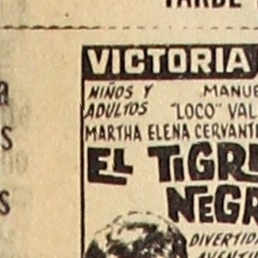 TARDE
VICTORIA
NIÑOS Y MANUE
ADULTOS "LOCO" VAL
MARTHA ELENA CERVANT
EL TIGR
NEGR
DIVERTID
a
s
s